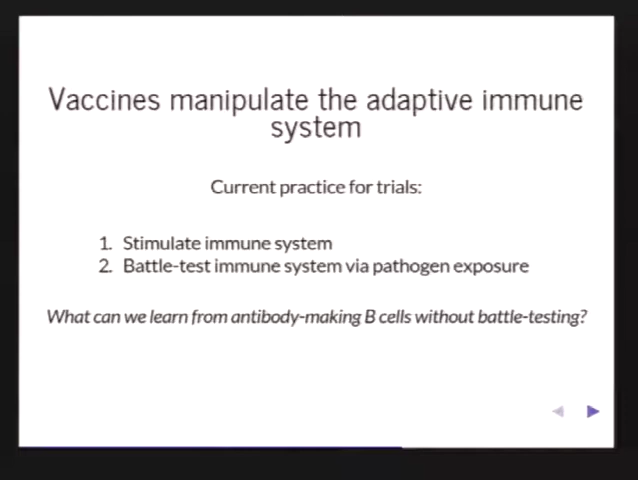 Vaccines manipulate the adaptive immune
system
Current practice for trials:
1. Stimulate immune system
2. Battle-test immune system via pathogen exposure
What can we learn from antibody-making B cells without battle-testing?